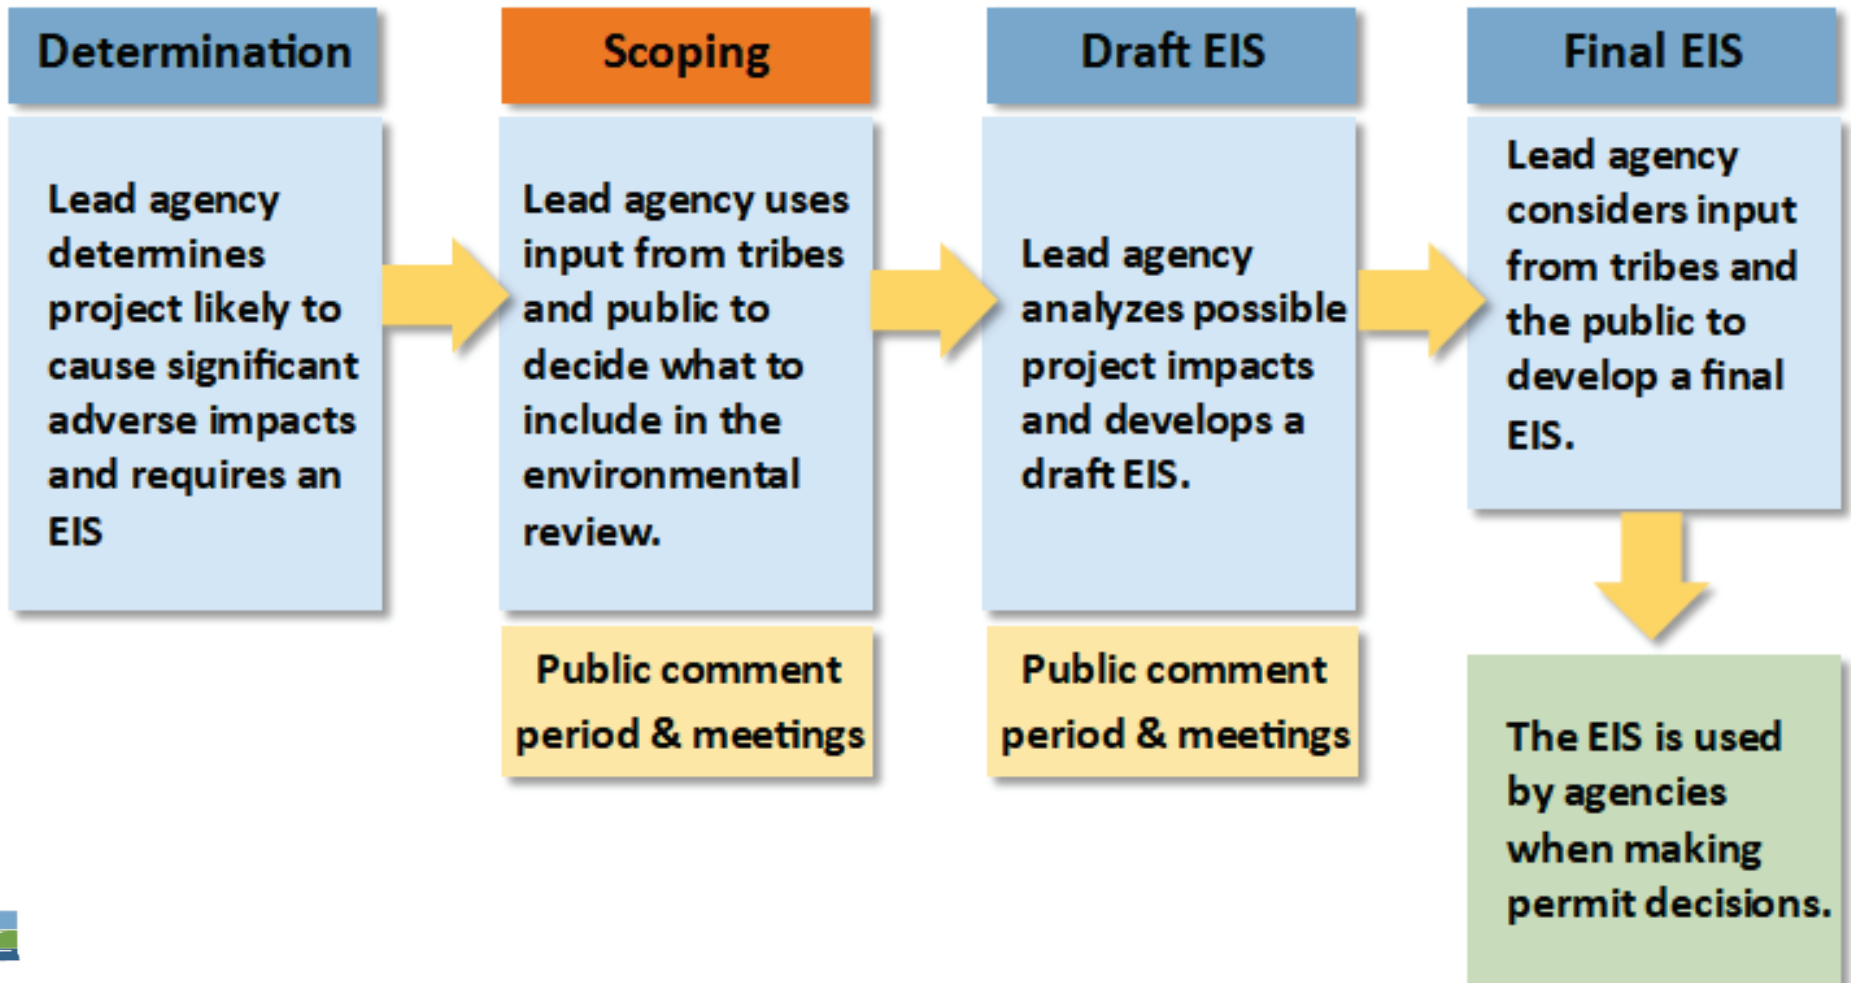 Determination
Lead agency
determines
project likely to
cause significant
adverse impacts
and requires an
EIS
Scoping
Lead agency uses
input from tribes
and public to
decide what to
include in the
environmental
review.
Public comment
period & meetings
Draft EIS
Lead agency
analyzes possible
project impacts
and develops a
draft EIS.
Public comment
period & meetings
Final EIS
Lead agency
considers input
from tribes and
the public to
develop a final
EIS.
The EIS is used
by agencies
when making
permit decisions.